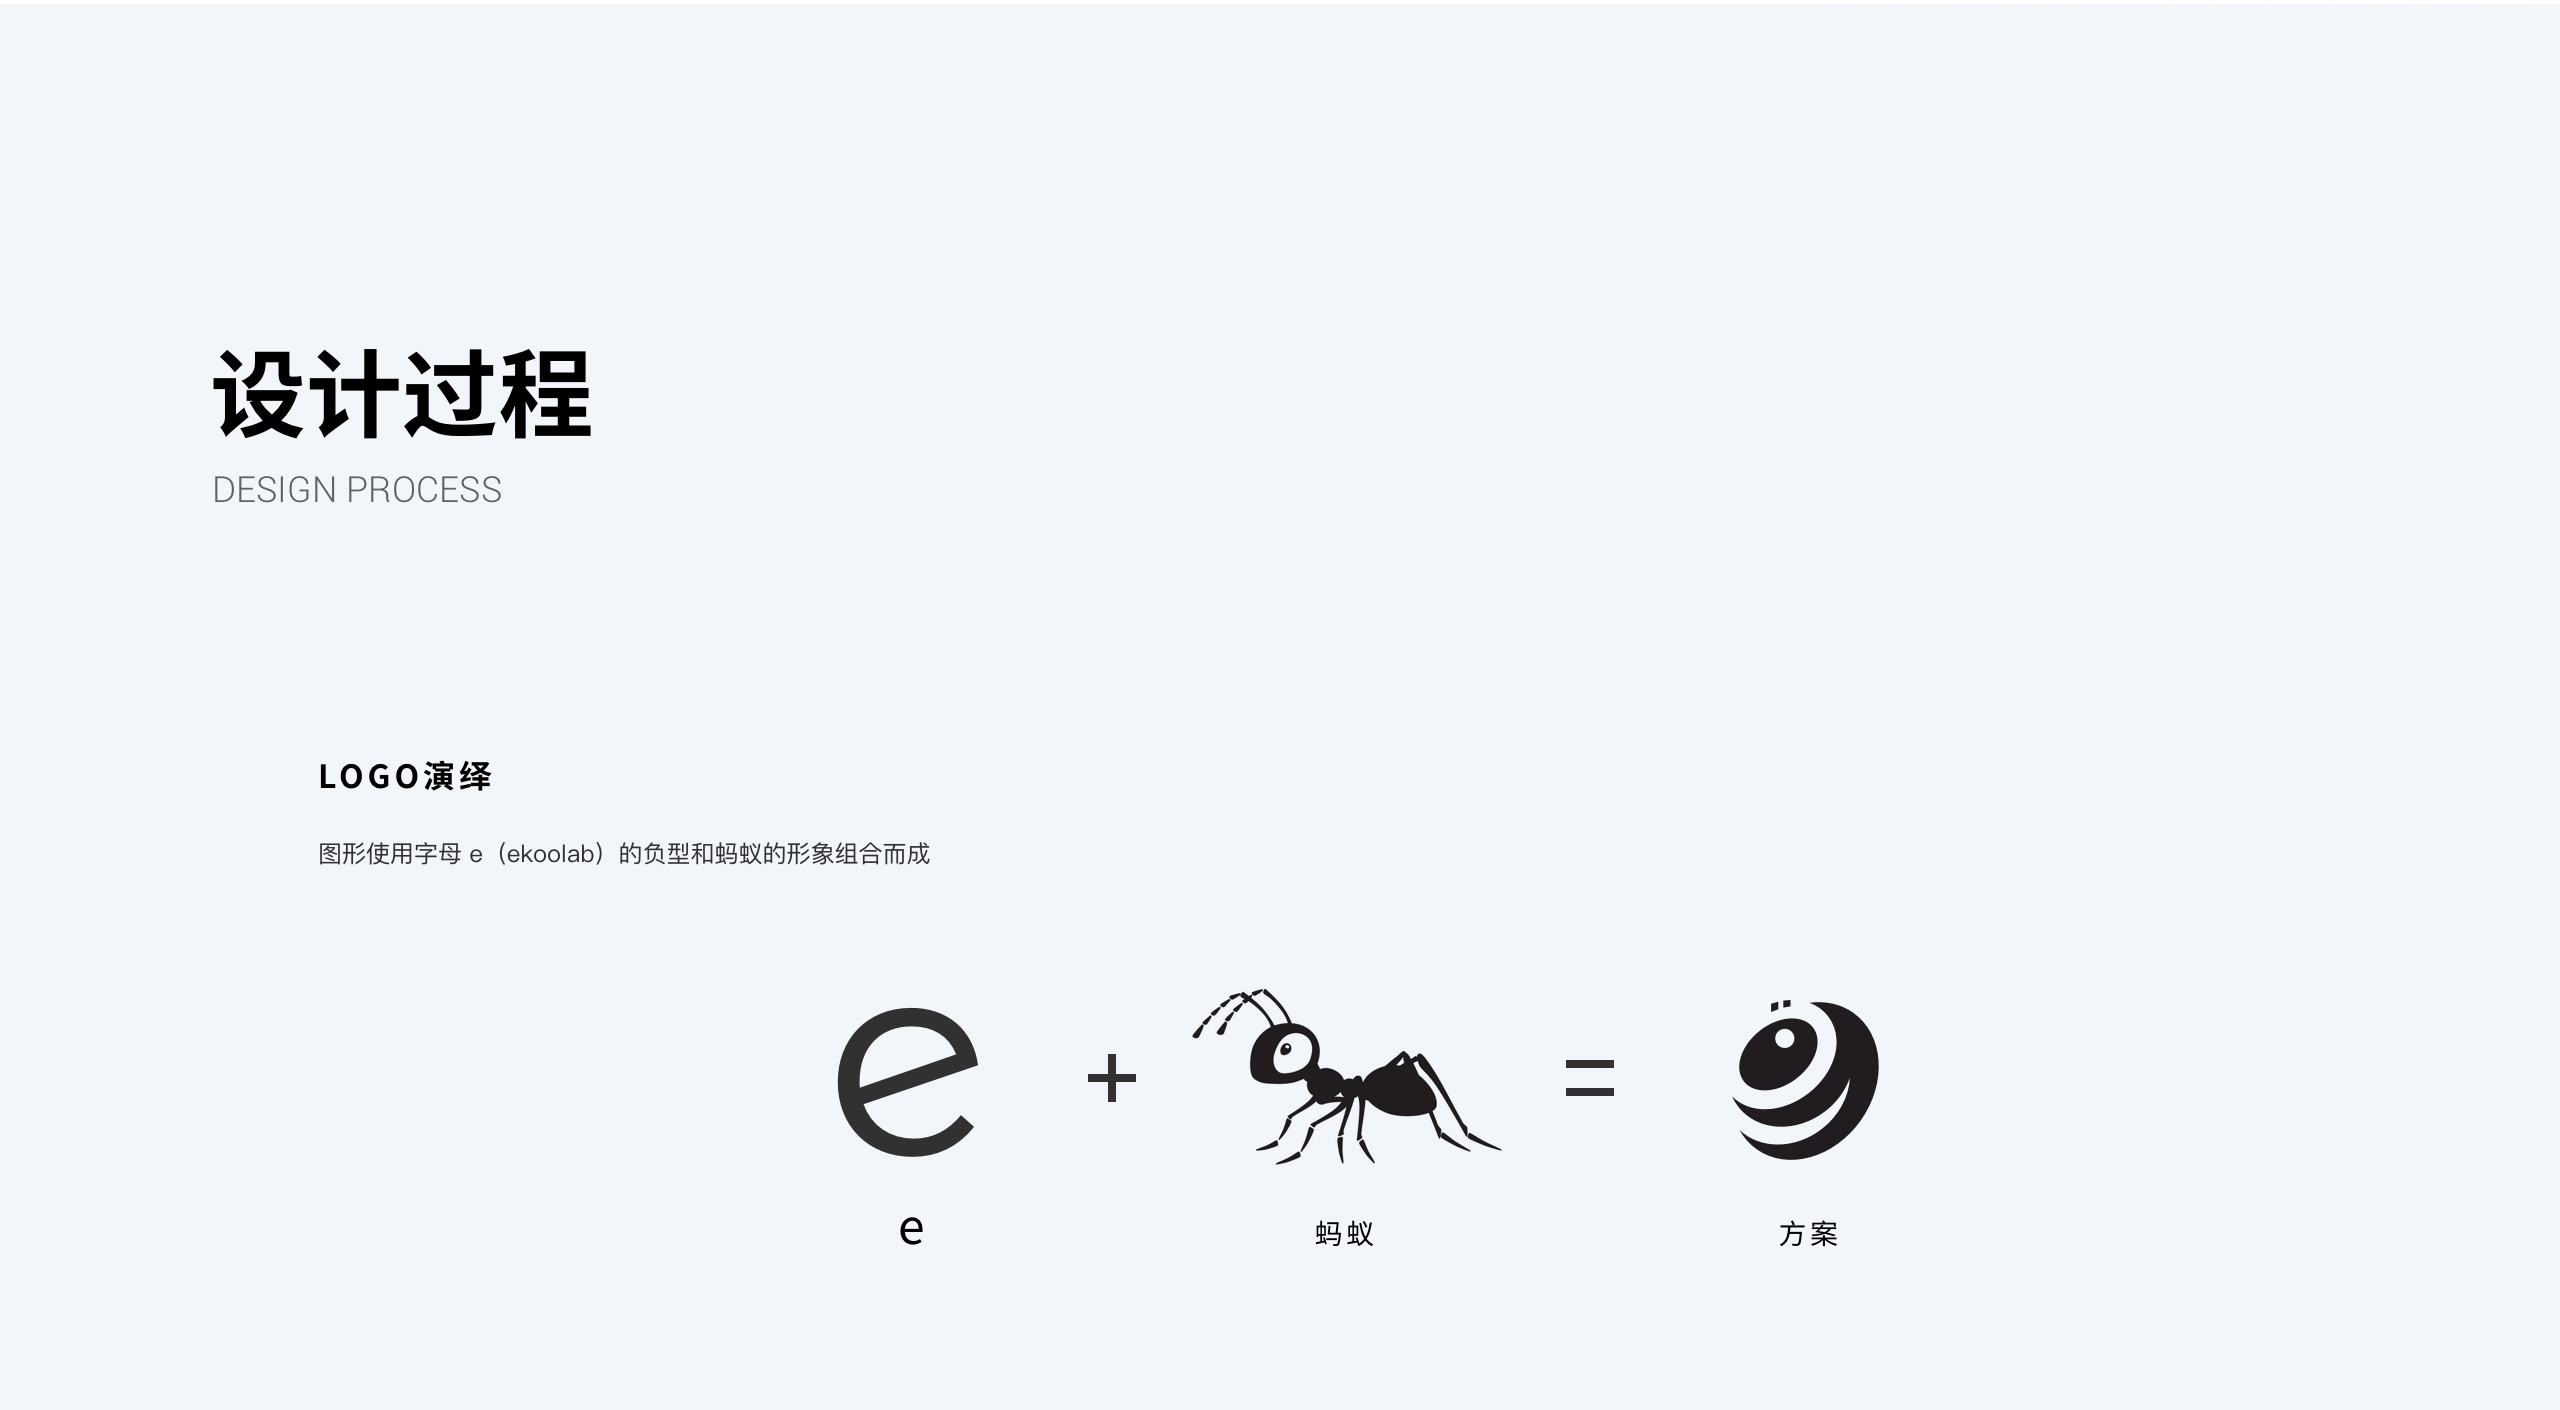 设计过程
DESIGN PROCESS
LOGO演绎
图形使用字母 e（ekoolab）的负型和蚂蚁的形象组合而成
e + =
e
蚂蚁
方案